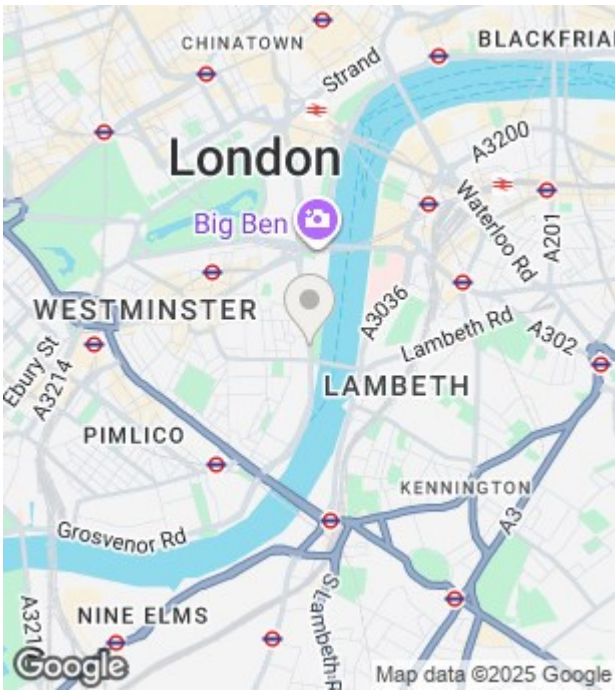 CHINATOWN
BLACKFRIA
Strand
A3200
London
Waterloo Rd
A201
Big Ben
WESTMINSTER
A3036
Lambeth Rd
A302
Ebury St
A3214
LAMBETH
PIMLICO
KENNINGTON
A3
Grosvenor Rd
S Lambeth R
A321
NINE ELMS
Google
Map data ©2025 Google